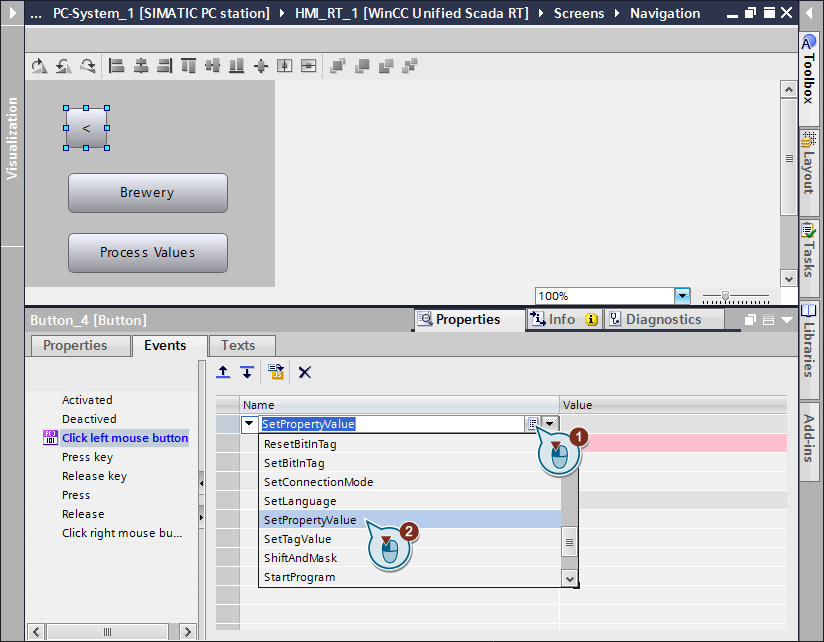 ... PC-System_1 [SIMATIC PC station] HMI_RT_1 [WinCC Unified Scada RT] Screens Navigation
Visualization
Toolbox
Layout
Tasks
Libraries
Add-ins
<
Brewery
Process Values
100%
Button_4 [Button]
Properties
Info
Diagnostics
Properties
Events
Texts
Activated
Deactived
Click left mouse button
Press key
Release key
Press
Release
Click right mouse bu...
Name
Value
SetPropertyValue
ResetBitInTag
SetBitInTag
SetConnectionMode
SetLanguage
SetPropertyValue
SetTagValue
ShiftAndMask
StartProgram
1
2